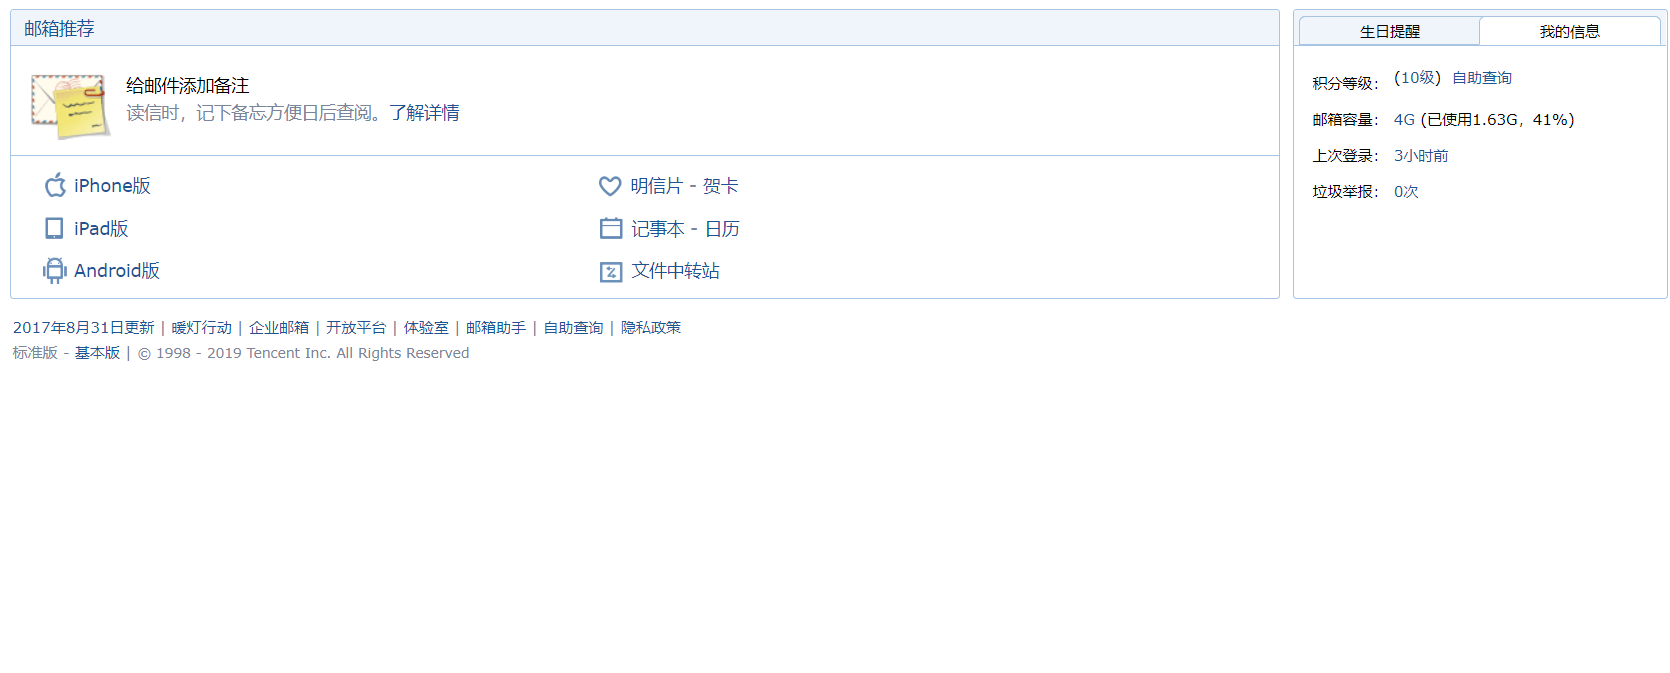 邮箱推荐
给邮件添加备注
读信时，记下备忘方便日后查阅。了解详情
iPhone版
明信片 - 贺卡
iPad版
记事本 - 日历
Android版
文件中转站
生日提醒
我的信息
积分等级： (10级) 自助查询
邮箱容量： 4G (已使用1.63G，41%)
上次登录： 3小时前
垃圾举报： 0次
2017年8月31日更新 | 暖灯行动 | 企业邮箱 | 开放平台 | 体验室 | 邮箱助手 | 自助查询 | 隐私政策
标准版 - 基本版 | © 1998 - 2019 Tencent Inc. All Rights Reserved